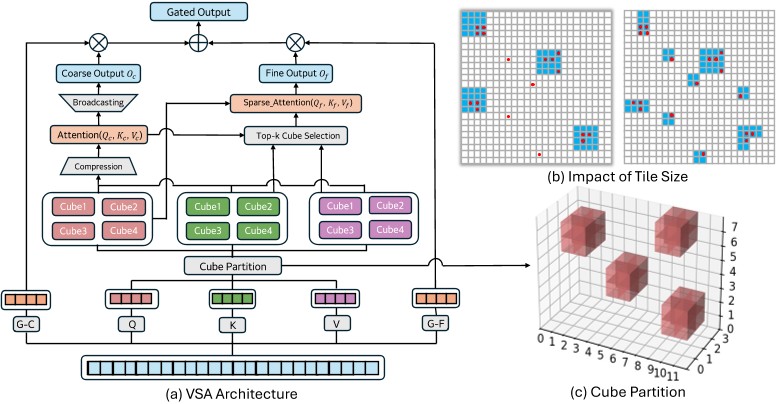 Gated Output
Coarse Output O_c
Fine Output O_f
Broadcasting
Sparse_Attention(Q_f, K_f, V_f)
Attention(Q_c, K_c, V_c)
Top-k Cube Selection
Compression
Cube1 Cube2
Cube3 Cube4
Cube1 Cube2
Cube3 Cube4
Cube1 Cube2
Cube3 Cube4
Cube Partition
G-C
Q
K
V
G-F
(a) VSA Architecture
(b) Impact of Tile Size
0 1 2 3 4 5 6 7 8 9 10 11
0 1 2 3
0 1 2 3 4 5 6 7
(c) Cube Partition